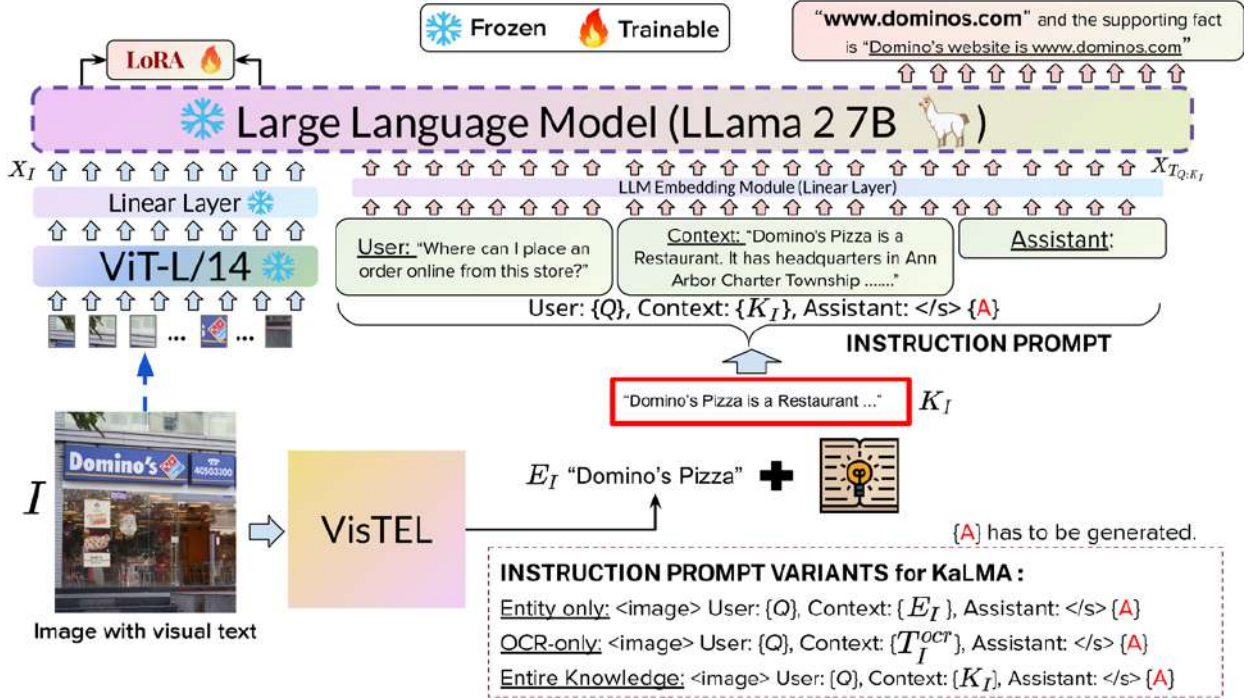 ❄ Frozen 🔥 Trainable
“www.dominos.com” and the supporting fact
is “Domino’s website is www.dominos.com”
LoRA 🔥
❄ Large Language Model (LLama 2 7B 🦙)
X_I
X_{T_{Q:K_I}}
Linear Layer ❄
LLM Embedding Module (Linear Layer)
ViT-L/14 ❄
User: “Where can I place an
order online from this store?”
Context: “Domino’s Pizza is a
Restaurant. It has headquarters in Ann
Arbor Charter Township .......”
Assistant:
... ...
User: {Q}, Context: {K_I}, Assistant: </s> {A}
INSTRUCTION PROMPT
“Domino’s Pizza is a Restaurant ...”
K_I
I
Domino's
40503300
VisTEL
E_I “Domino’s Pizza” +
Image with visual text
{A} has to be generated.
INSTRUCTION PROMPT VARIANTS for KaLMA :
Entity only: <image> User: {Q}, Context: {E_I}, Assistant: </s> {A}
OCR-only: <image> User: {Q}, Context: {T_I^{ocr}}, Assistant: </s> {A}
Entire Knowledge: <image> User: {Q}, Context: {K_I}, Assistant: </s> {A}